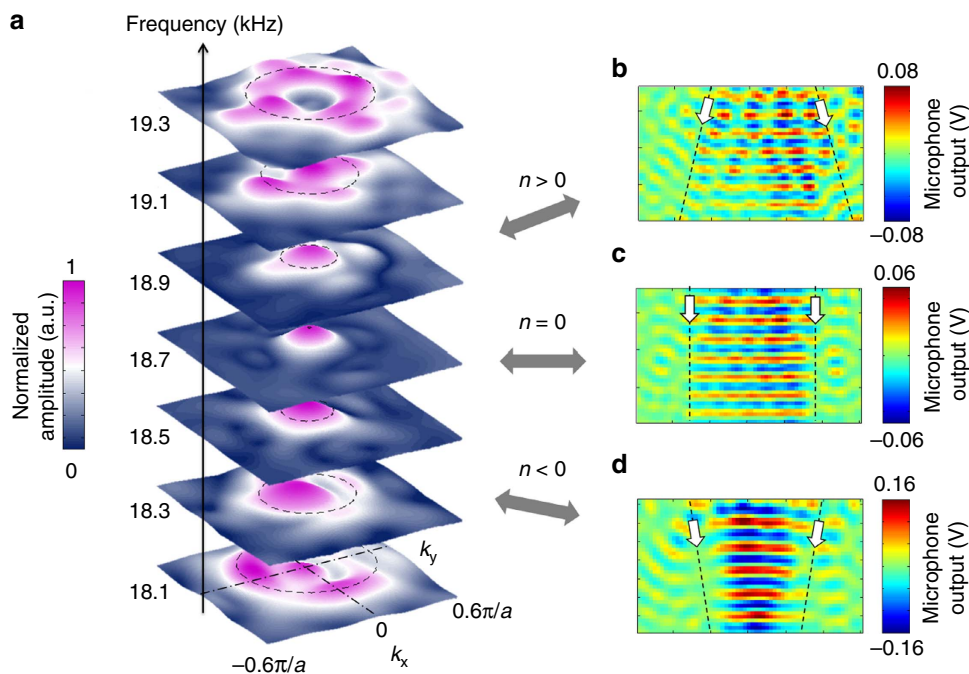 a
Frequency (kHz)
19.3
19.1
18.9
18.7
18.5
18.3
18.1
1
Normalized
amplitude (a.u.)
0
k_y
k_x
0.6π/a
0
−0.6π/a
n > 0
n = 0
n < 0
b
0.08
Microphone
output (V)
−0.08
c
0.06
Microphone
output (V)
−0.06
d
0.16
Microphone
output (V)
−0.16